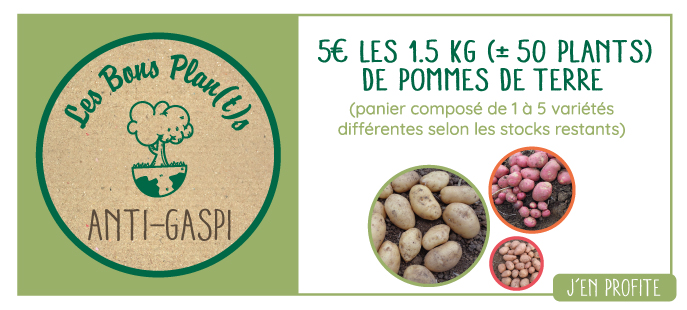 Les Bons Plan(t)s
ANTI-GASPI
5€ LES 1.5 KG (± 50 PLANTS)
DE POMMES DE TERRE
(panier composé de 1 à 5 variétés
différentes selon les stocks restants)
J'EN PROFITE